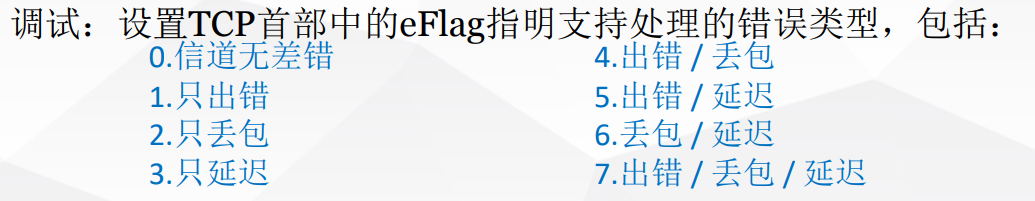 调试：设置TCP首部中的eFlag指明支持处理的错误类型，包括：
0.信道无差错
1.只出错
2.只丢包
3.只延迟
4.出错 / 丢包
5.出错 / 延迟
6.丢包 / 延迟
7.出错 / 丢包 / 延迟